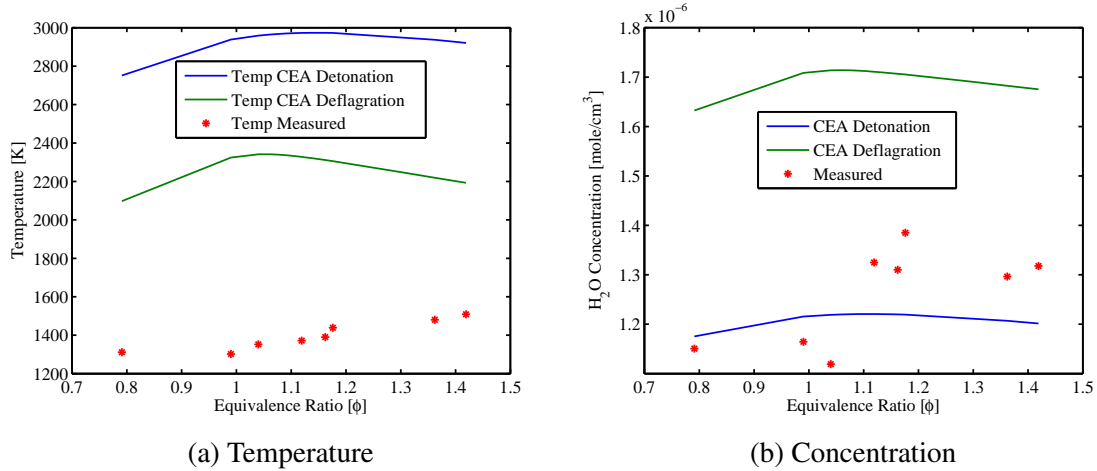 3000
2800
2600
2400
2200
2000
1800
1600
1400
1200
0.7 0.8 0.9 1 1.1 1.2 1.3 1.4 1.5
Temperature [K]
Equivalence Ratio [ϕ]
Temp CEA Detonation
Temp CEA Deflagration
Temp Measured
(a) Temperature
1.8 x 10⁻⁶
1.7
1.6
1.5
1.4
1.3
1.2
0.7 0.8 0.9 1 1.1 1.2 1.3 1.4 1.5
H₂O Concentration [mole/cm³]
Equivalence Ratio [ϕ]
CEA Detonation
CEA Deflagration
Measured
(b) Concentration